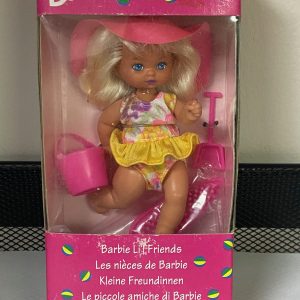 Barbie Li'l Friends
Les nièces de Barbie
Kleine Freundinnen
Le piccole amiche di Barbie